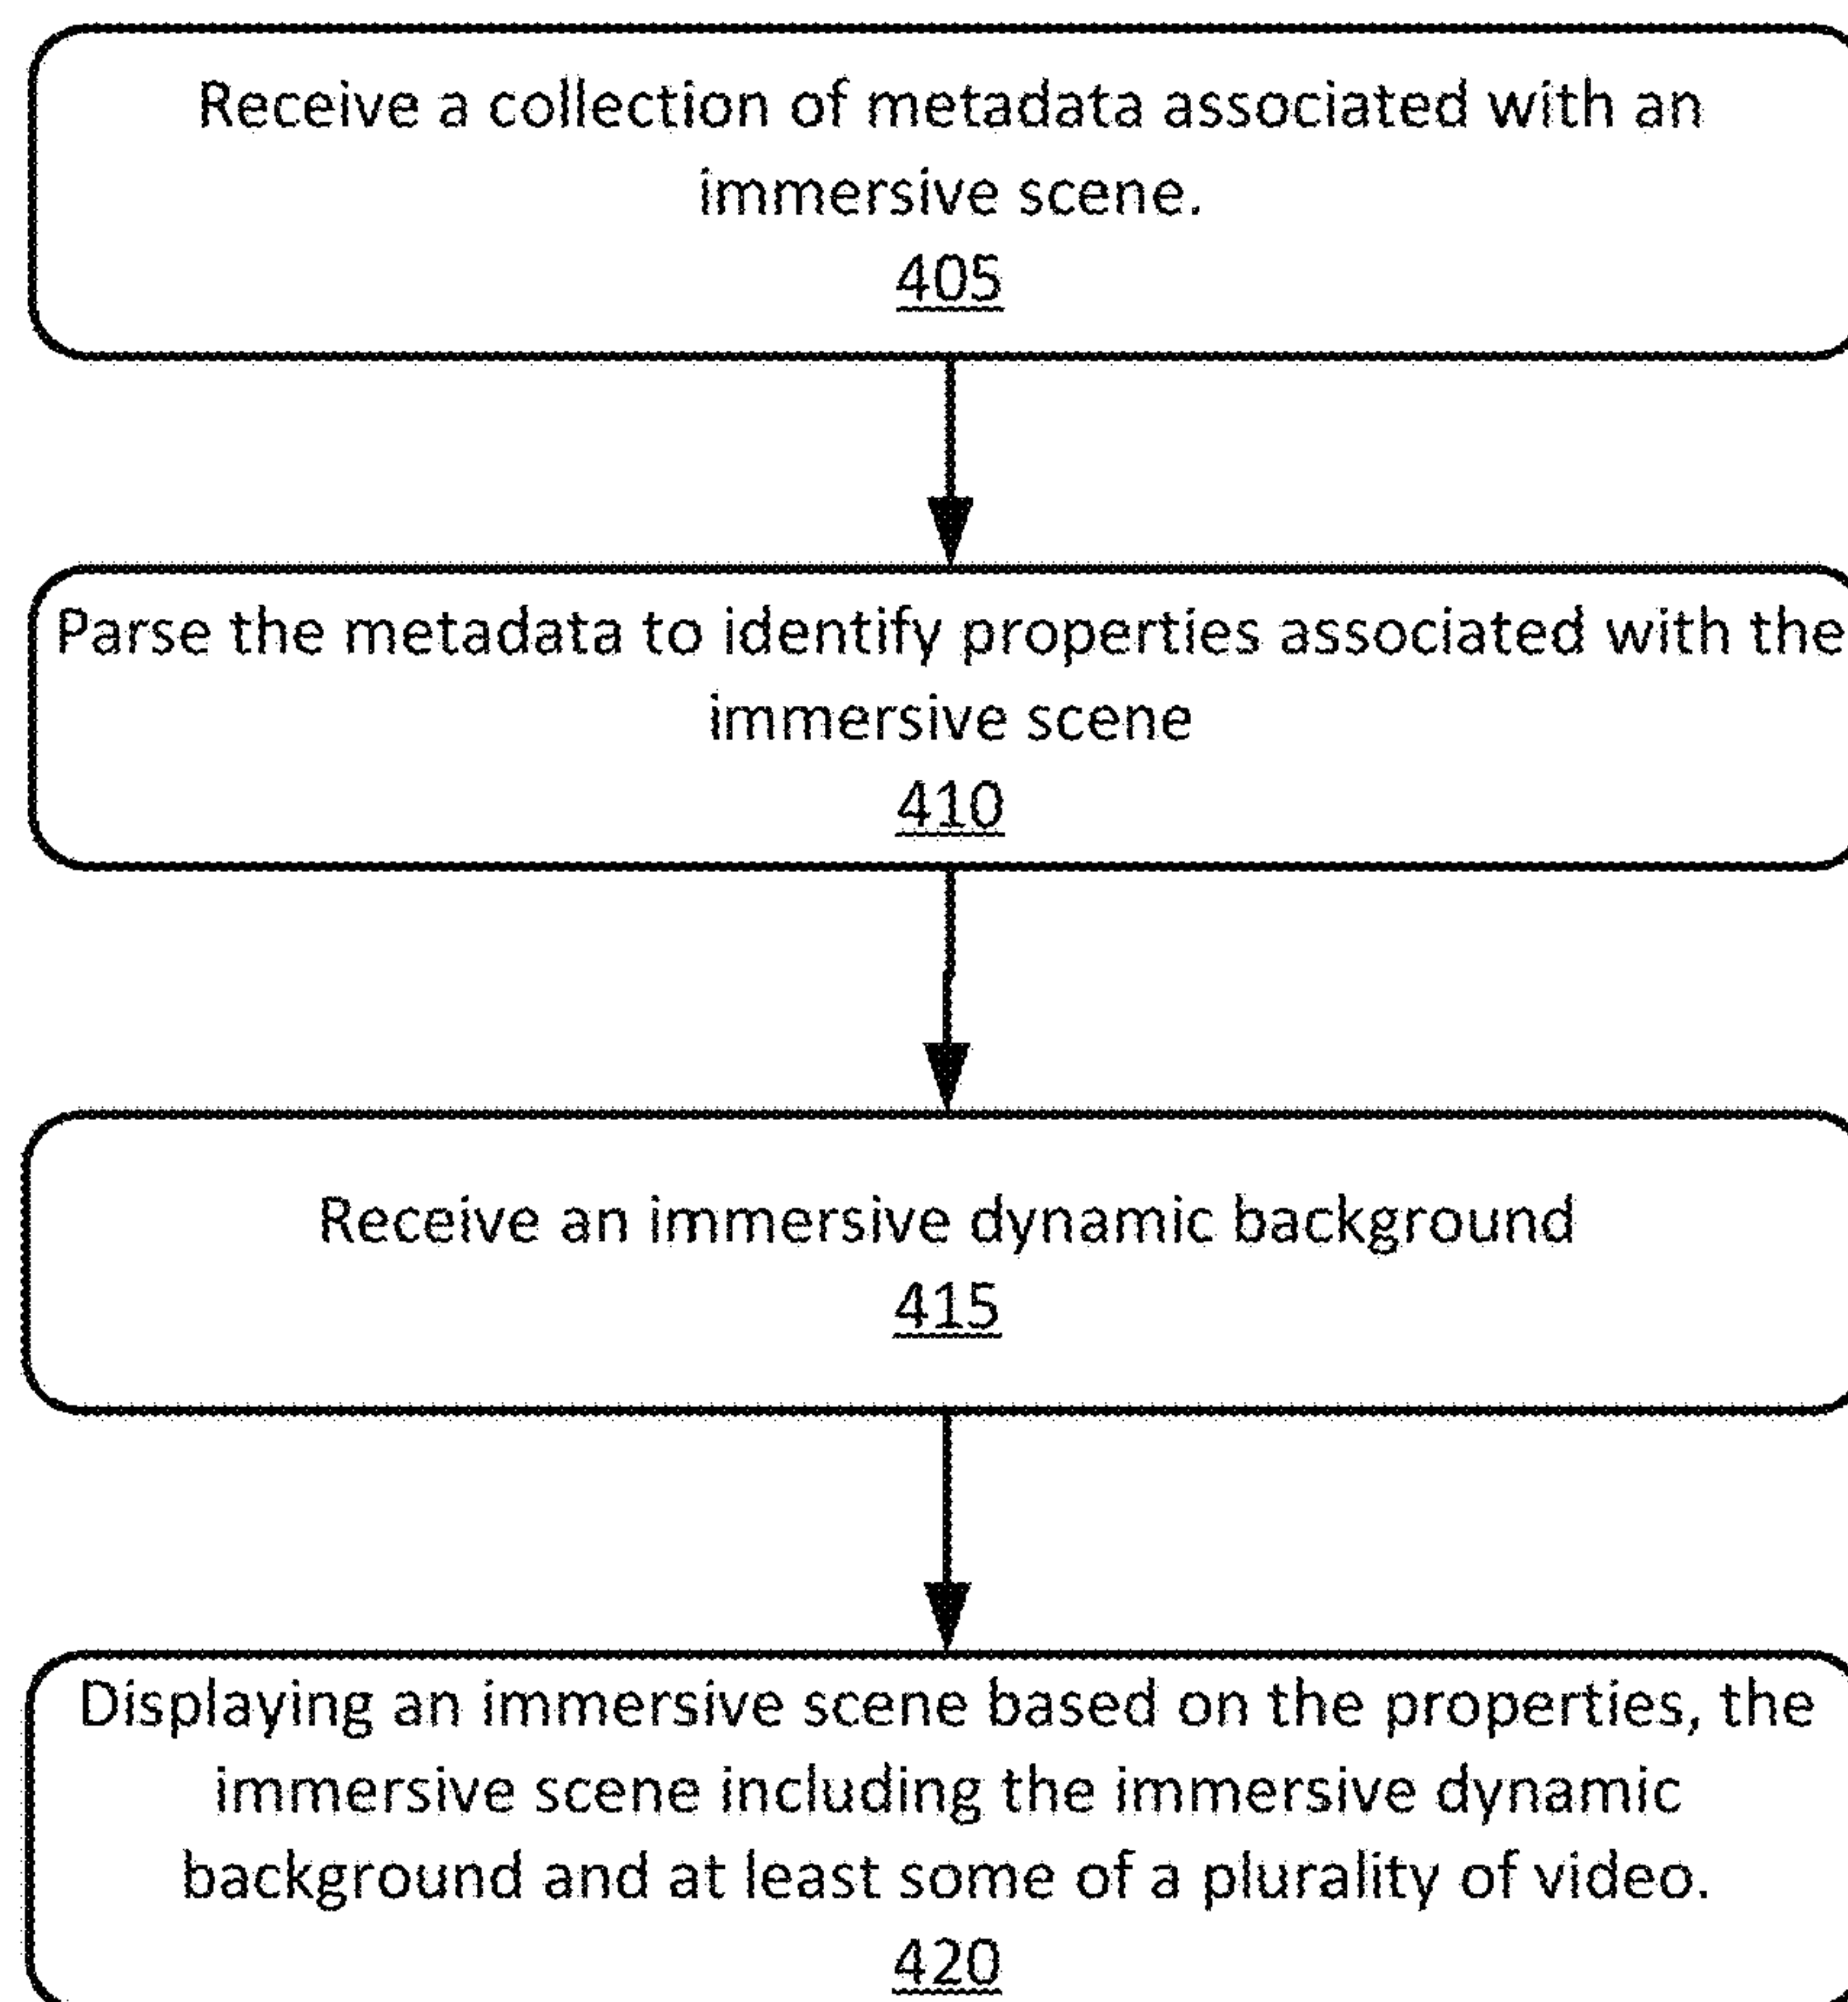 Receive a collection of metadata associated with an
immersive scene.
405
Parse the metadata to identify properties associated with the
immersive scene
410
Receive an immersive dynamic background
415
Displaying an immersive scene based on the properties, the
immersive scene including the immersive dynamic
background and at least some of a plurality of video.
420